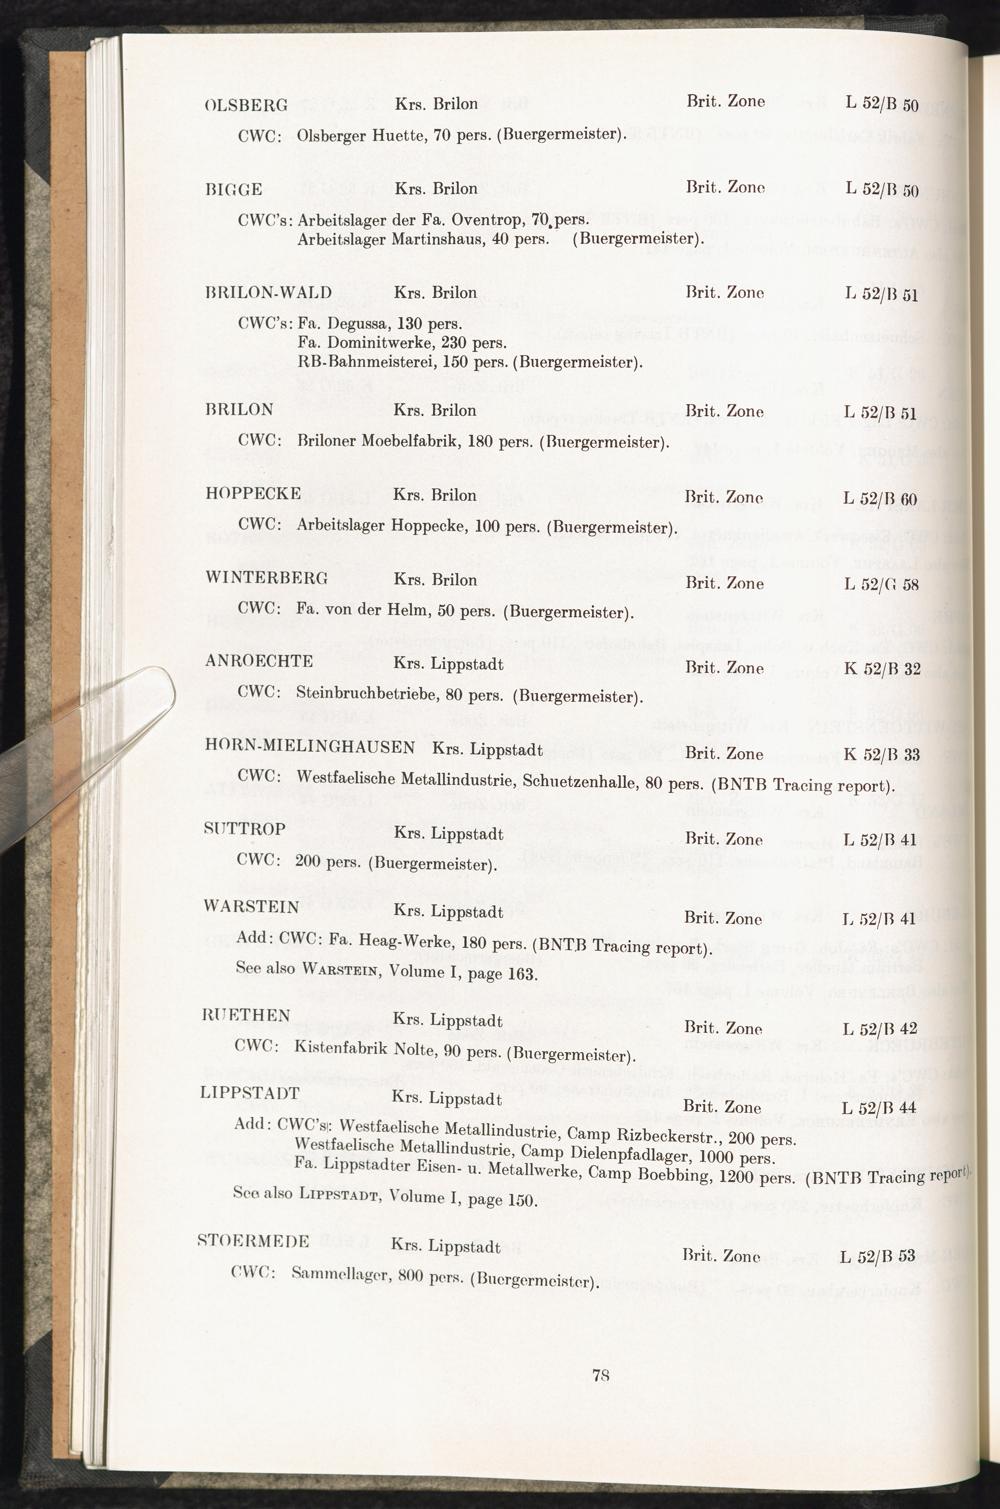 OLSBERG Krs. Brilon Brit. Zone L 52/B 50
CWC: Olsberger Huette, 70 pers. (Buergermeister).
BIGGE Krs. Brilon Brit. Zone L 52/B 50
CWC's: Arbeitslager der Fa. Oventrop, 70 pers.
Arbeitslager Martinshaus, 40 pers. (Buergermeister).
BRILON-WALD Krs. Brilon Brit. Zone L 52/B 51
CWC's: Fa. Degussa, 130 pers.
Fa. Dominitwerke, 230 pers.
RB-Bahnmeisterei, 150 pers. (Buergermeister).
BRILON Krs. Brilon Brit. Zone L 52/B 51
CWC: Briloner Moebelfabrik, 180 pers. (Buergermeister).
HOPPECKE Krs. Brilon Brit. Zone L 52/B 60
CWC: Arbeitslager Hoppecke, 100 pers. (Buergermeister).
WINTERBERG Krs. Brilon Brit. Zone L 52/G 58
CWC: Fa. von der Helm, 50 pers. (Buergermeister).
ANROECHTE Krs. Lippstadt Brit. Zone K 52/B 32
CWC: Steinbruchbetriebe, 80 pers. (Buergermeister).
HORN-MIELINGHAUSEN Krs. Lippstadt Brit. Zone K 52/B 33
CWC: Westfaelische Metallindustrie, Schuetzenhalle, 80 pers. (BNTB Tracing report).
SUTTROP Krs. Lippstadt Brit. Zone L 52/B 41
CWC: 200 pers. (Buergermeister).
WARSTEIN Krs. Lippstadt Brit. Zone L 52/B 41
Add: CWC: Fa. Heag-Werke, 180 pers. (BNTB Tracing report).
See also WARSTEIN, Volume I, page 163.
RUETHEN Krs. Lippstadt Brit. Zone L 52/B 42
CWC: Kistenfabrik Nolte, 90 pers. (Buergermeister).
LIPPSTADT Krs. Lippstadt Brit. Zone L 52/B 44
Add: CWC's: Westfaelische Metallindustrie, Camp Rizbeckerstr., 200 pers.
Westfaelische Metallindustrie, Camp Dielenpfadlager, 1000 pers.
Fa. Lippstadter Eisen- u. Metallwerke, Camp Boebbing, 1200 pers. (BNTB Tracing report).
See also LIPPSTADT, Volume I, page 150.
STOERMEDE Krs. Lippstadt Brit. Zone L 52/B 53
CWC: Sammellager, 800 pers. (Buergermeister).
78